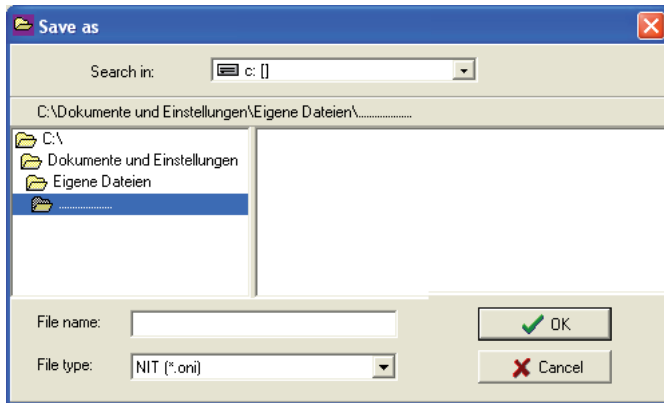 Save as
Search in: c: []
C:\Dokumente und Einstellungen\Eigene Dateien\...................
C:\
Dokumente und Einstellungen
Eigene Dateien
...................
File name:
OK
File type: NIT (*.oni)
Cancel